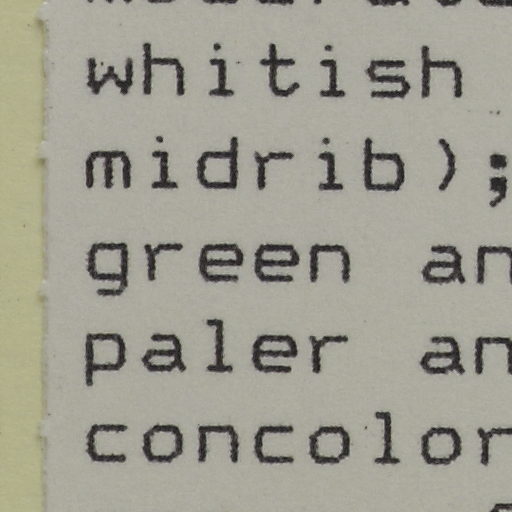 whitish
midrib);
green an
paler an
concolor